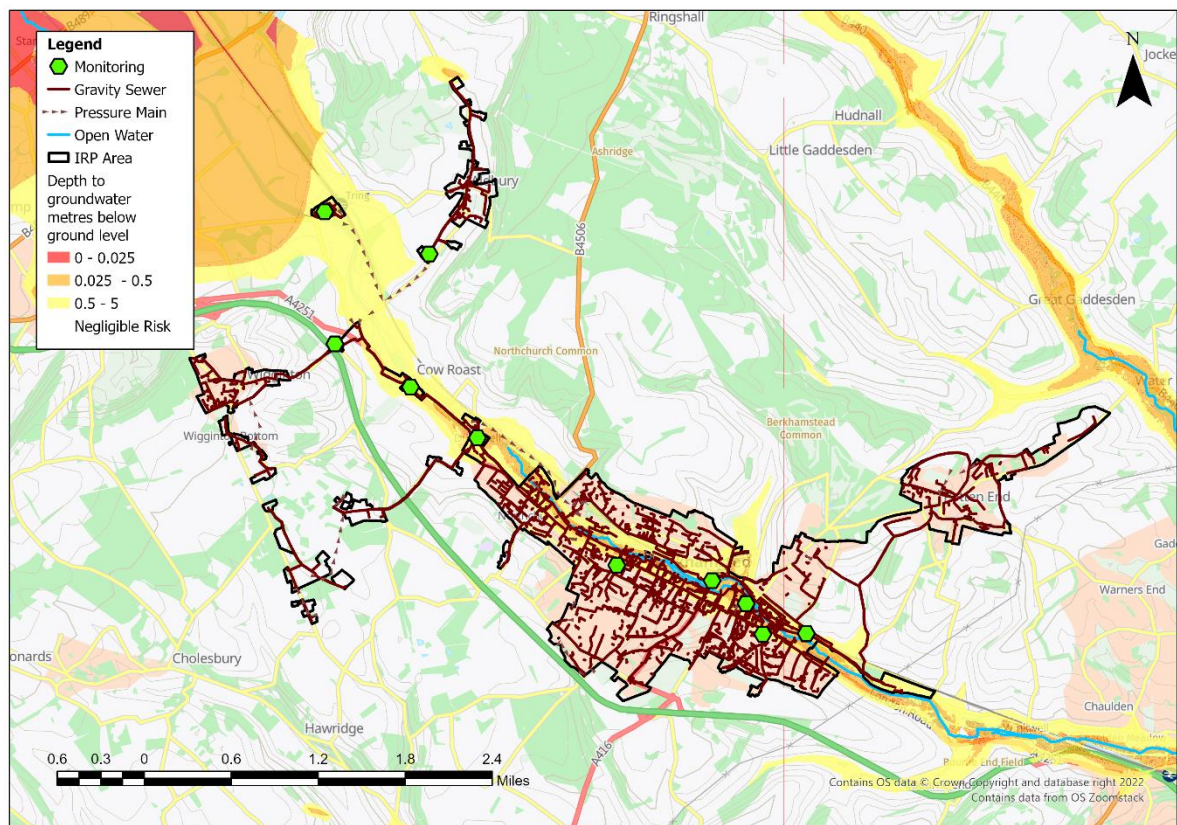 Legend
Monitoring
Gravity Sewer
Pressure Main
Open Water
IRP Area
Depth to
groundwater
metres below
ground level
0 - 0.025
0.025 - 0.5
0.5 - 5
Negligible Risk
N
Ringshall
Hudnall
Little Gaddesden
Ashridge
Tring
B4506
Great Gaddesden
A4251
Northchurch Common
Cow Roast
Wigginton
Berkhamstead
Common
Warners End
Cholesbury
Chaulden
Hawridge
A416
0.6 0.45 0.3 0 0.6 1.2 1.8 2.4
Miles
Contains OS data © Crown Copyright and database right 2022
Contains data from OS Zoomstack